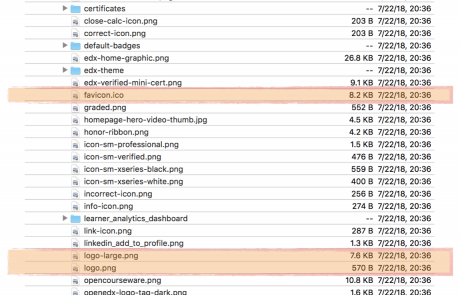 certificates -- 7/22/18, 20:36
close-calc-icon.png 203 B 7/22/18, 20:36
correct-icon.png 203 B 7/22/18, 20:36
default-badges -- 7/22/18, 20:36
edx-home-graphic.png 26.8 KB 7/22/18, 20:36
edx-theme -- 7/22/18, 20:36
edx-verified-mini-cert.png 9.1 KB 7/22/18, 20:36
favicon.ico 8.2 KB 7/22/18, 20:36
graded.png 552 B 7/22/18, 20:36
homepage-hero-video-thumb.jpg 4.5 KB 7/22/18, 20:36
honor-ribbon.png 4.2 KB 7/22/18, 20:36
icon-sm-professional.png 1.5 KB 7/22/18, 20:36
icon-sm-verified.png 476 B 7/22/18, 20:36
icon-sm-xseries-black.png 559 B 7/22/18, 20:36
icon-sm-xseries-white.png 400 B 7/22/18, 20:36
incorrect-icon.png 256 B 7/22/18, 20:36
info-icon.png 274 B 7/22/18, 20:36
learner_analytics_dashboard -- 7/22/18, 20:36
link-icon.png 287 B 7/22/18, 20:36
linkedin_add_to_profile.png 1.3 KB 7/22/18, 20:36
logo-large.png 7.6 KB 7/22/18, 20:36
logo.png 570 B 7/22/18, 20:36
opencourseware.png 10.8 KB 7/22/18, 20:36
openedx-logo-tag-dark.png 1.6 KB 7/22/18, 20:36